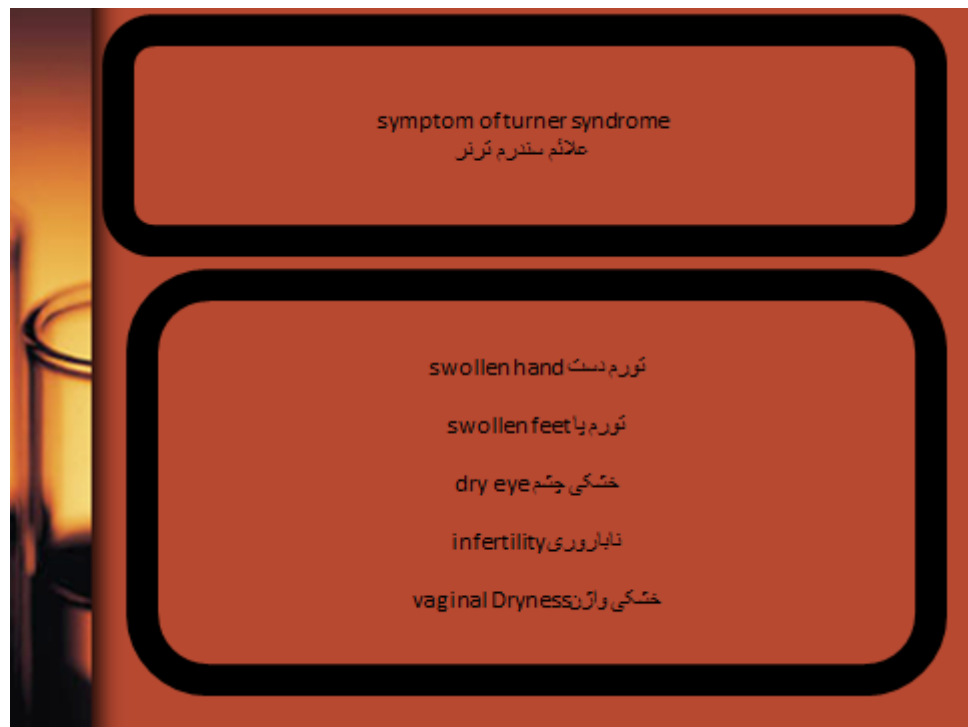 symptom of turner syndrome
علائم سندرم ترنر
swollen hand تورم دست
swollen feet تورم پا
dry eye خشکی چشم
infertility ناباروری
vaginal Dryness خشکی واژن